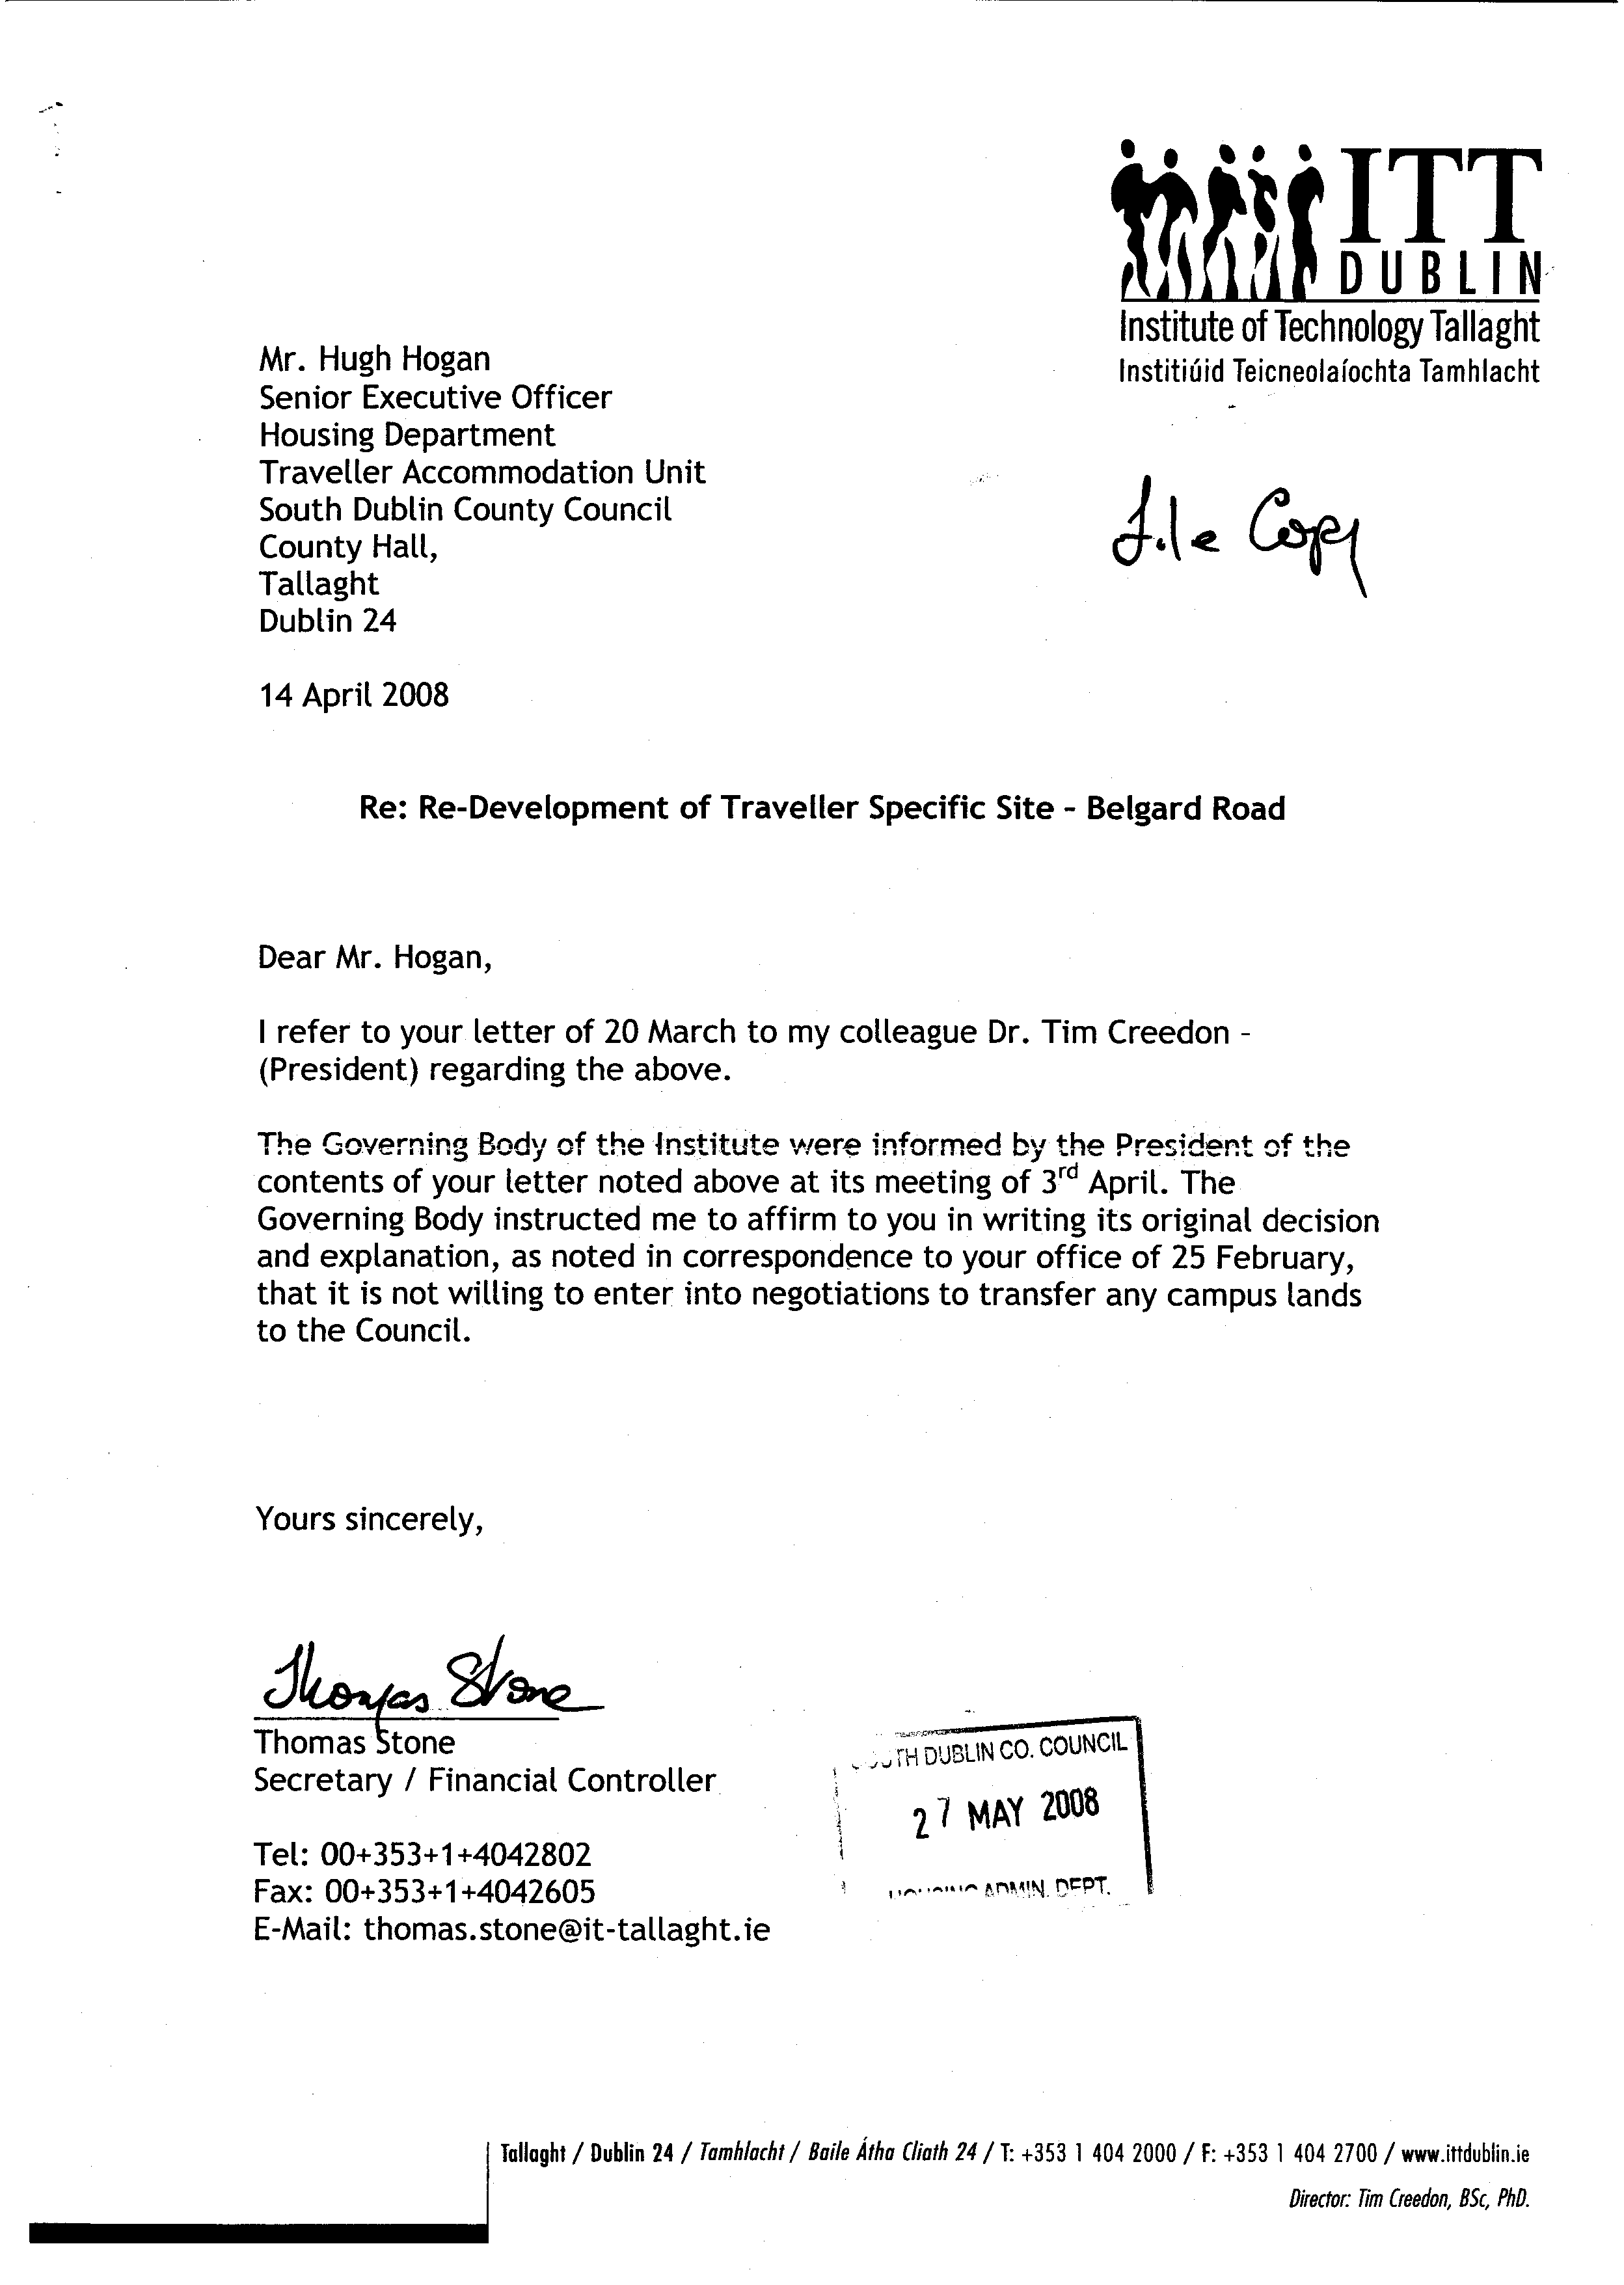 ITT
DUBLIN
Institute of Technology Tallaght
Institiúid Teicneolaíochta Tamhlacht
Mr. Hugh Hogan
Senior Executive Officer
Housing Department
Traveller Accommodation Unit
South Dublin County Council
County Hall,
Tallaght
Dublin 24
File Copy
14 April 2008
Re: Re-Development of Traveller Specific Site - Belgard Road
Dear Mr. Hogan,
I refer to your letter of 20 March to my colleague Dr. Tim Creedon -
(President) regarding the above.
The Governing Body of the Institute were informed by the President of the
contents of your letter noted above at its meeting of 3rd April. The
Governing Body instructed me to affirm to you in writing its original decision
and explanation, as noted in correspondence to your office of 25 February,
that it is not willing to enter into negotiations to transfer any campus lands
to the Council.
Yours sincerely,
Thomas Stone
Thomas Stone
Secretary / Financial Controller
Tel: 00+353+1+4042802
Fax: 00+353+1+4042605
E-Mail: thomas.stone@it-tallaght.ie
SOUTH DUBLIN CO. COUNCIL
27 MAY 2008
HOUSING ADMIN. DEPT.
Tallaght / Dublin 24 / Tamhlacht / Baile Átha Cliath 24 / T: +353 1 404 2000 / F: +353 1 404 2700 / www.ittdublin.ie
Director: Tim Creedon, BSc, PhD.